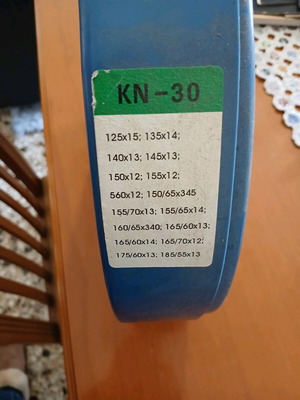 KN-30
125x15; 135x14;
140x13; 145x13;
150x12; 155x12;
560x12; 150/65x345
155/70x13; 155/65x14;
160/65x340; 165/60x13;
165/60x14; 165/70x12;
175/60x13; 185/55x13